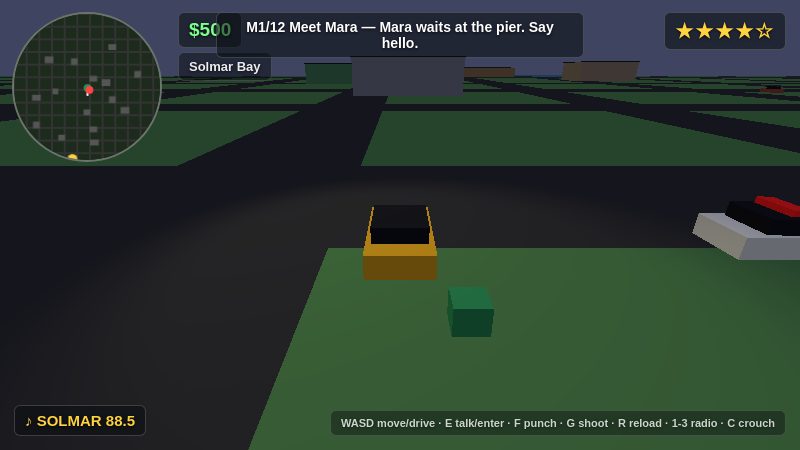 $500
M1/12 Meet Mara — Mara waits at the pier. Say
hello.
★★★★☆
Solmar Bay
♪ SOLMAR 88.5
WASD move/drive · E talk/enter · F punch · G shoot · R reload · 1-3 radio · C crouch